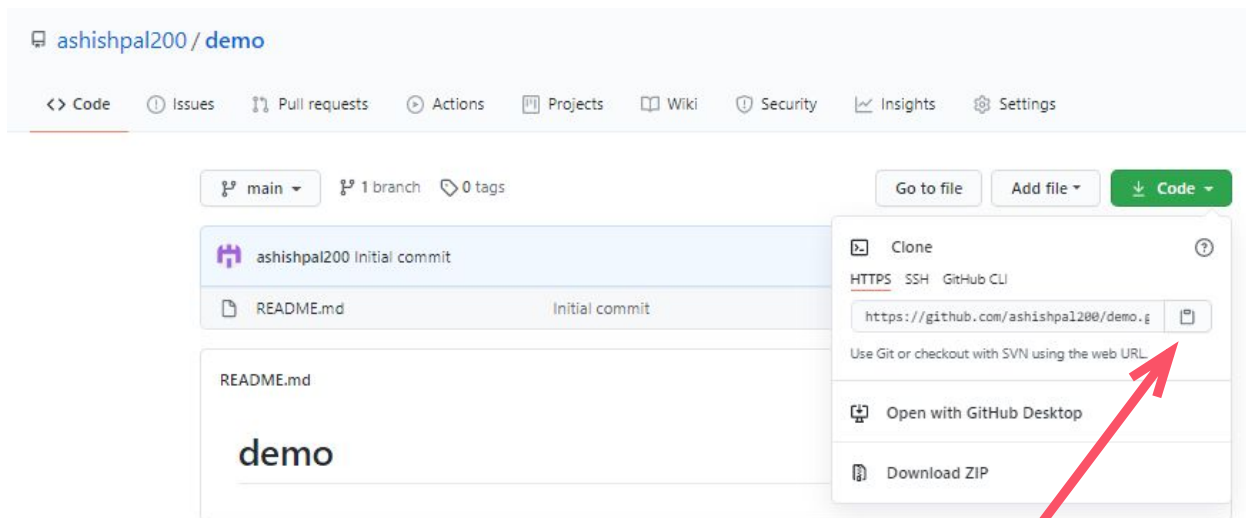 ashishpal200 / demo
<> Code Issues Pull requests Actions Projects Wiki Security Insights Settings
main 1 branch 0 tags Go to file Add file Code
ashishpal200 Initial commit
README.md Initial commit
README.md
demo
Clone
HTTPS SSH GitHub CLI
https://github.com/ashishpal200/demo.g
Use Git or checkout with SVN using the web URL.
Open with GitHub Desktop
Download ZIP